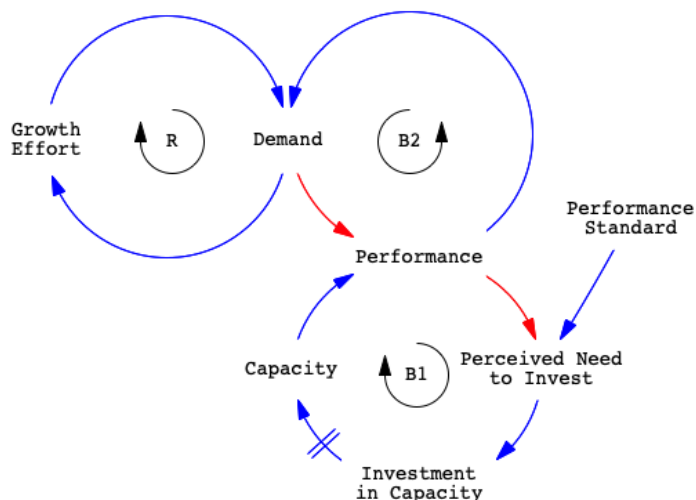 Growth
Effort
R
Demand
B2
Performance
Standard
Performance
Capacity
B1
Perceived Need
to Invest
Investment
in Capacity